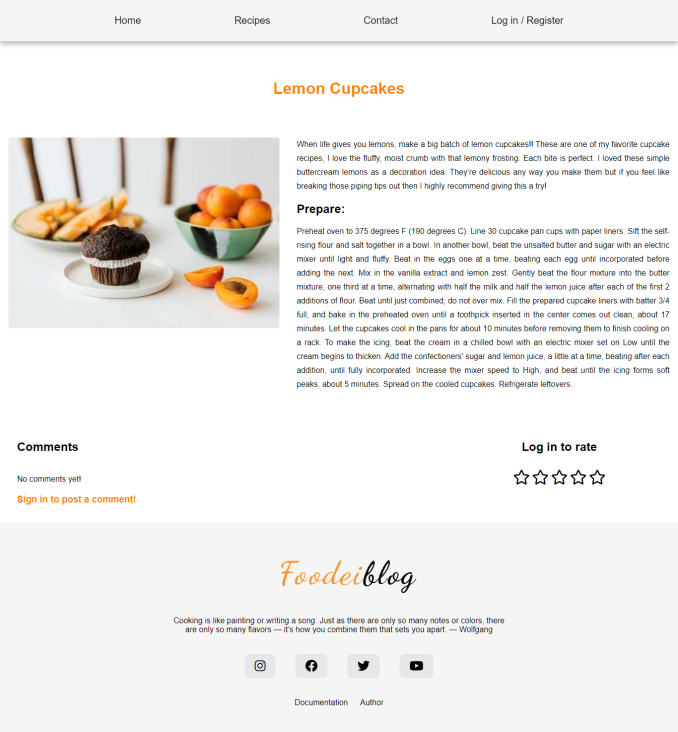 Home
Recipes
Contact
Log in / Register
Lemon Cupcakes
When life gives you lemons, make a big batch of lemon cupcakes!!! These are one of my favorite cupcake
recipes, I love the fluffy, moist crumb with that lemony frosting. Each bite is perfect. I loved these simple
buttercream lemons as a decoration idea. They're delicious any way you make them but if you feel like
breaking those piping tips out then I highly recommend giving this a try!
Prepare:
Preheat oven to 375 degrees F (190 degrees C). Line 30 cupcake pan cups with paper liners. Sift the self-
rising flour and salt together in a bowl. In another bowl, beat the unsalted butter and sugar with an electric
mixer until light and fluffy. Beat in the eggs one at a time, beating each egg until incorporated before
adding the next. Mix in the vanilla extract and lemon zest. Gently beat the flour mixture into the butter
mixture, one third at a time, alternating with half the milk and half the lemon juice after each of the first 2
additions of flour. Beat until just combined; do not over mix. Fill the prepared cupcake liners with batter 3/4
full, and bake in the preheated oven until a toothpick inserted in the center comes out clean, about 17
minutes. Let the cupcakes cool in the pans for about 10 minutes before removing them to finish cooling on
a rack. To make the icing, beat the cream in a chilled bowl with an electric mixer set on Low until the
cream begins to thicken. Add the confectioners' sugar and lemon juice, a little at a time, beating after each
addition, until fully incorporated. Increase the mixer speed to High, and beat until the icing forms soft
peaks, about 5 minutes. Spread on the cooled cupcakes. Refrigerate leftovers.
Comments
Log in to rate
No comments yet!
Sign in to post a comment!
Foodeiblog
Cooking is like painting or writing a song. Just as there are only so many notes or colors, there
are only so many flavors — it's how you combine them that sets you apart. — Wolfgang
Documentation
Author